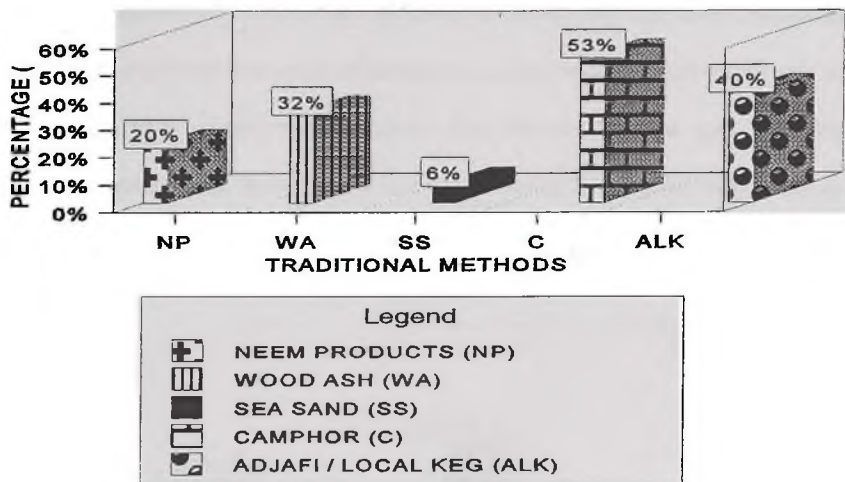 PERCENTAGE (
60%
50%
40%
30%
20%
10%
0%
20%
32%
6%
53%
40%
NP WA SS C ALK
TRADITIONAL METHODS
Legend
NEEM PRODUCTS (NP)
WOOD ASH (WA)
SEA SAND (SS)
CAMPHOR (C)
ADJAFI / LOCAL KEG (ALK)